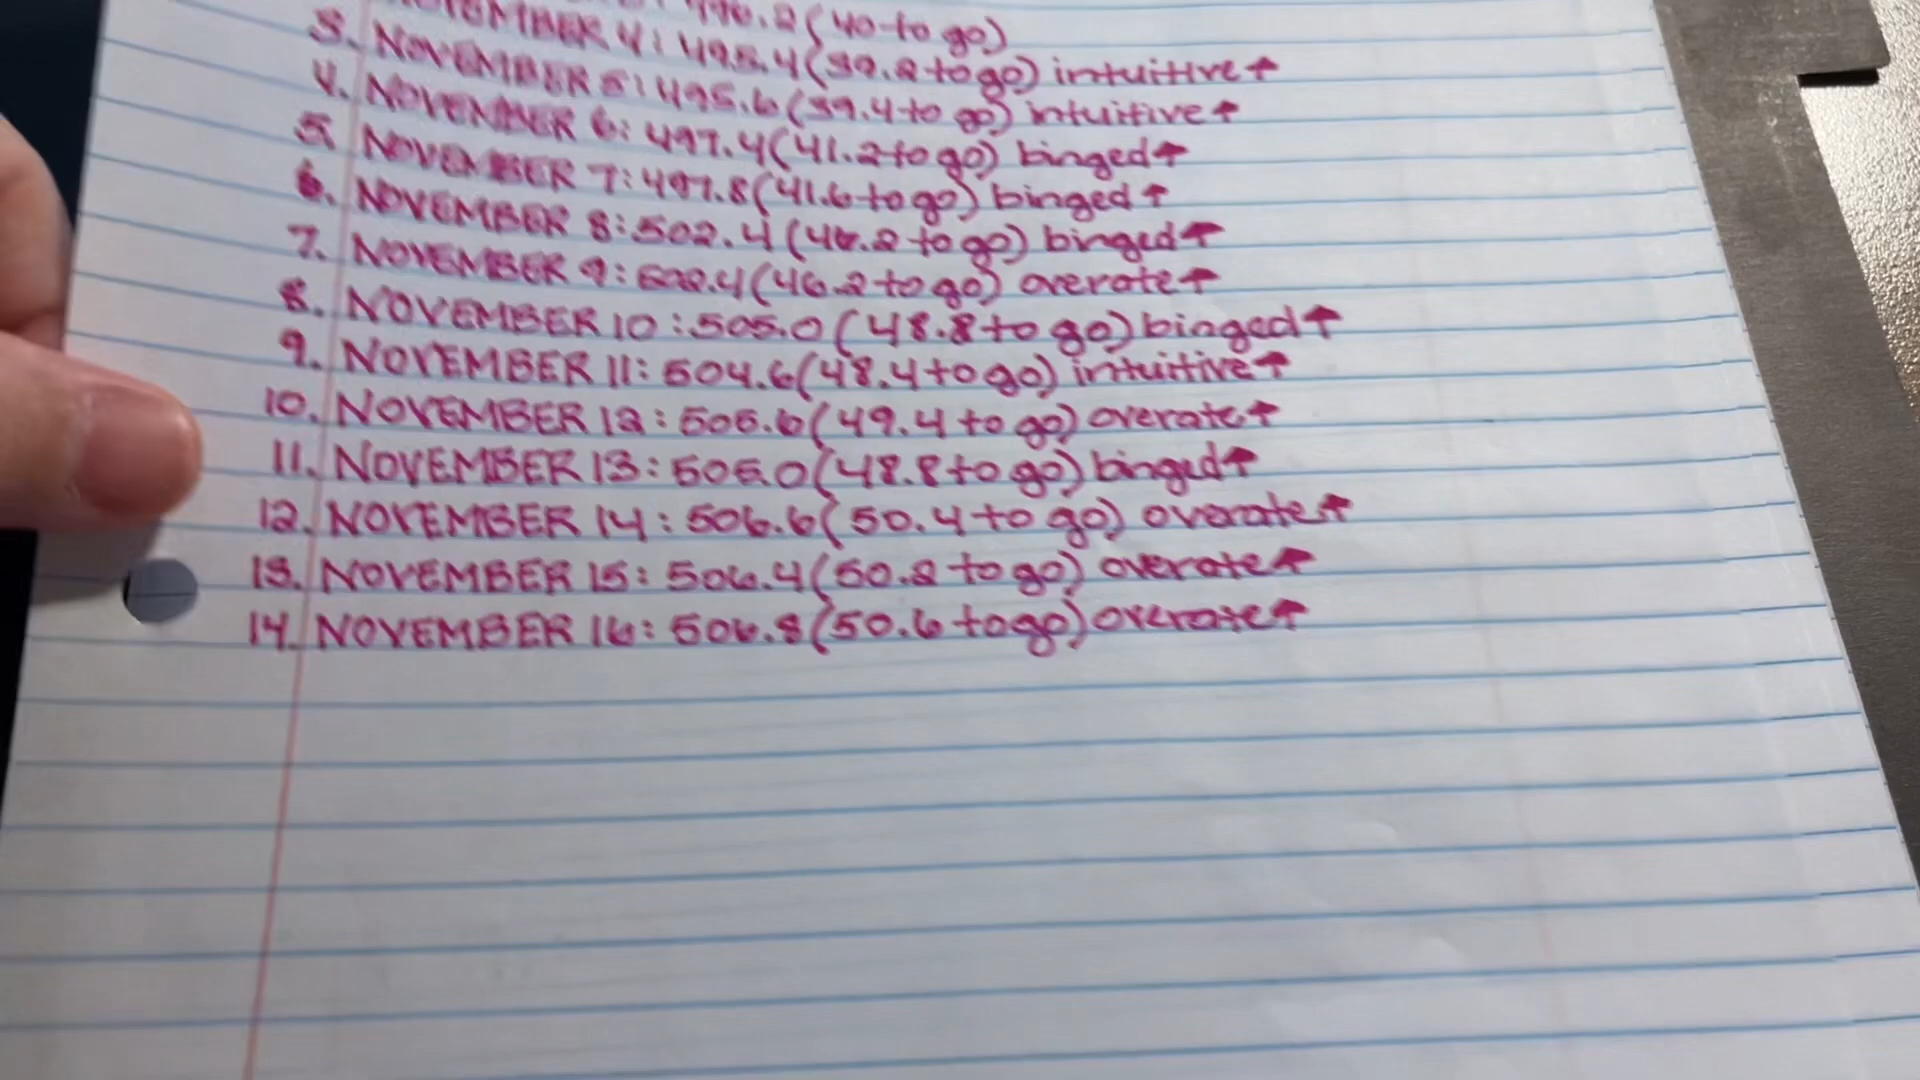 496.2 (40 to go)
3. NOVEMBER 4: 495.4 (39.2 to go) intuitive↑
4. NOVEMBER 5: 495.6 (39.4 to go) intuitive↑
5. NOVEMBER 6: 497.4 (41.2 to go) binged↑
6. NOVEMBER 7: 497.8 (41.6 to go) binged↑
7. NOVEMBER 8: 502.4 (46.2 to go) binged↑
8. NOVEMBER 9: 502.4 (46.2 to go) overate↑
9. NOVEMBER 10: 505.0 (48.8 to go) binged↑
10. NOVEMBER 11: 504.6 (48.4 to go) intuitive↑
11. NOVEMBER 12: 505.6 (49.4 to go) overate↑
12. NOVEMBER 13: 505.0 (48.8 to go) binged↑
13. NOVEMBER 14: 506.6 (50.4 to go) overate↑
14. NOVEMBER 15: 506.4 (50.2 to go) overate↑
NOVEMBER 16: 506.8 (50.6 to go) overate↑